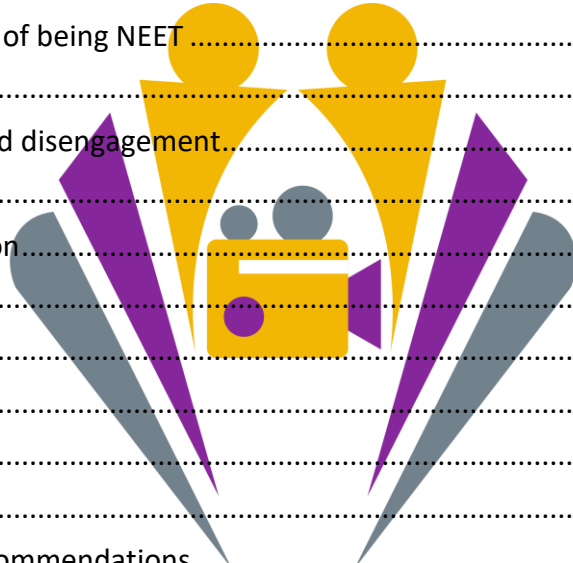 of being NEET ........................................................
................................................................................
d disengagement...................................................
................................................................................
on..............................................................................
................................................................................
................................................................................
................................................................................
................................................................................
................................................................................
ommendations